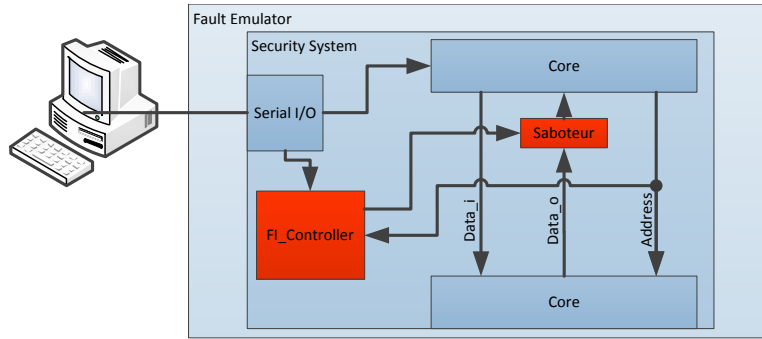 Fault Emulator
Security System
Core
Serial I/O
Saboteur
FI_Controller
Data_i
Data_o
Address
Core